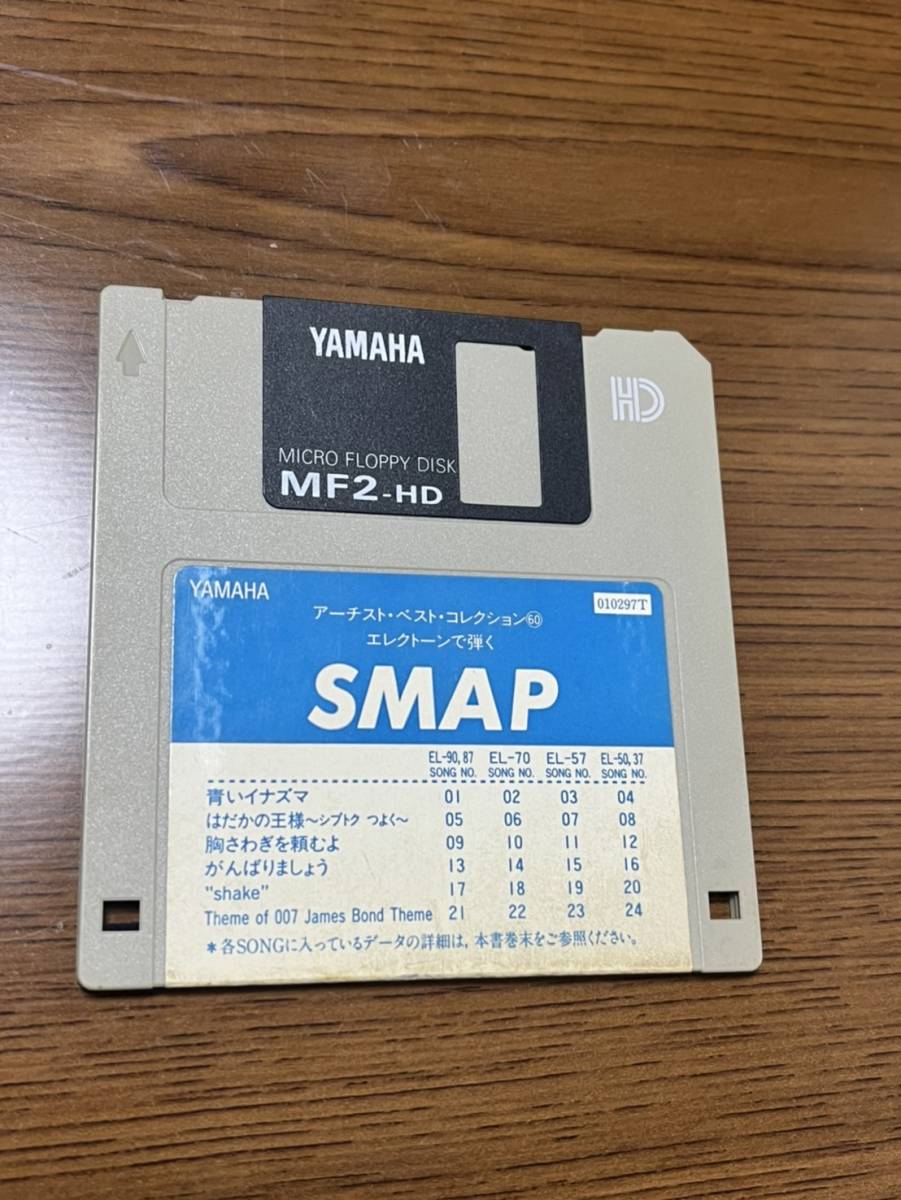 YAMAHA
HD
MICRO FLOPPY DISK
MF2-HD
YAMAHA
アーチスト・ベスト・コレクション㊿
010297T
エレクトーンで弾く
SMAP
EL-90, 87 EL-70 EL-57 EL-50, 37
SONG NO. SONG NO. SONG NO. SONG NO.
青いイナズマ 01 02 03 04
はだかの王様〜シブトク つよく〜 05 06 07 08
胸さわぎを頼むよ 09 10 11 12
がんばりましょう 13 14 15 16
"shake" 17 18 19 20
Theme of 007 James Bond Theme 21 22 23 24
＊各SONGに入っているデータの詳細は，本書巻末をご参照ください。